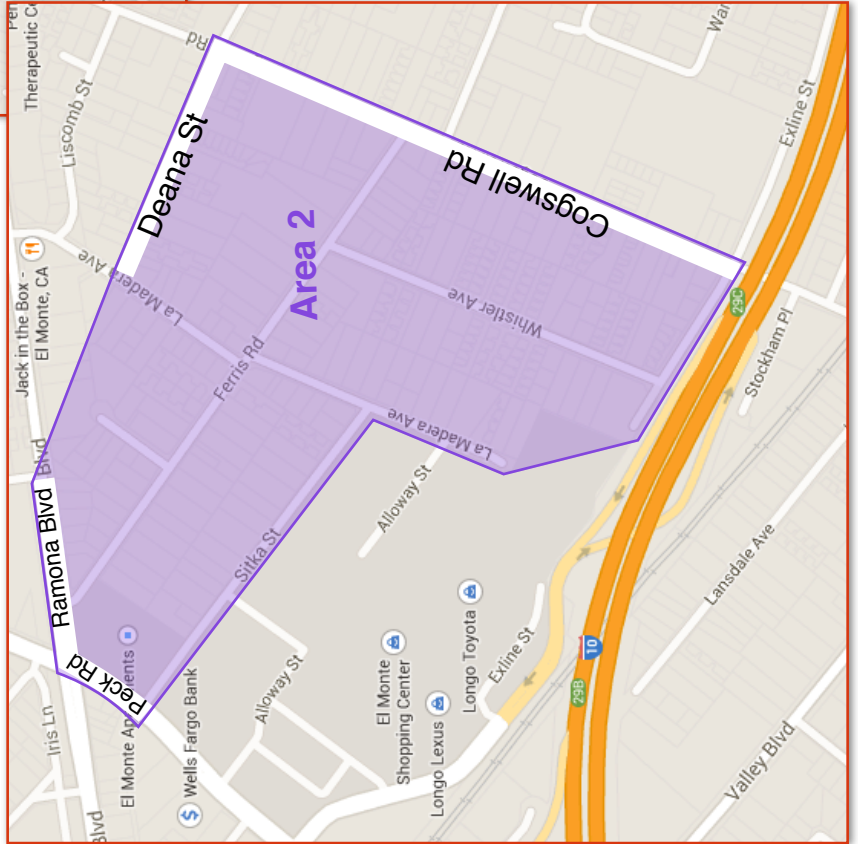 Therapeutic
Rd
Liscomb St
Deana St
Cogswell Rd
Exline St
Area 2
La Madera Ave
Jack in the Box -
El Monte, CA
Whistler Ave
29C
Stockham Pl
Ferris Rd
La Madera Ave
Blvd
Ramona Blvd
Alloway St
Sitka St
Lansdale Ave
Peck Rd
El Monte
Wells Fargo Bank
Alloway St
El Monte
Shopping Center
Longo Toyota
Longo Lexus
Exline St
10
29B
Iris Ln
Valley Blvd
Blvd